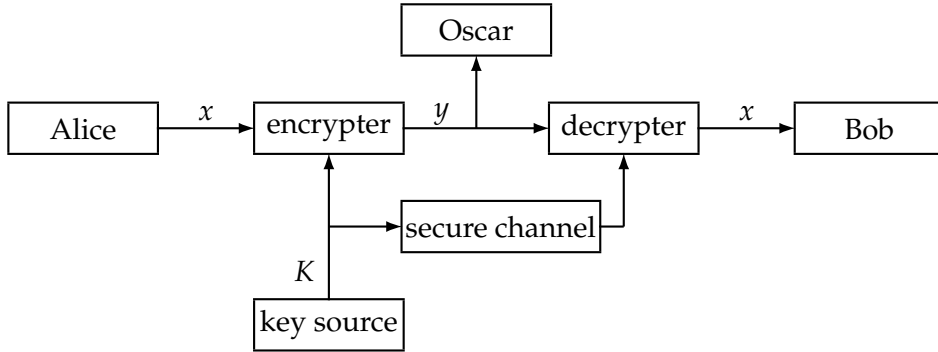 Oscar
Alice
x
encrypter
y
decrypter
x
Bob
secure channel
K
key source